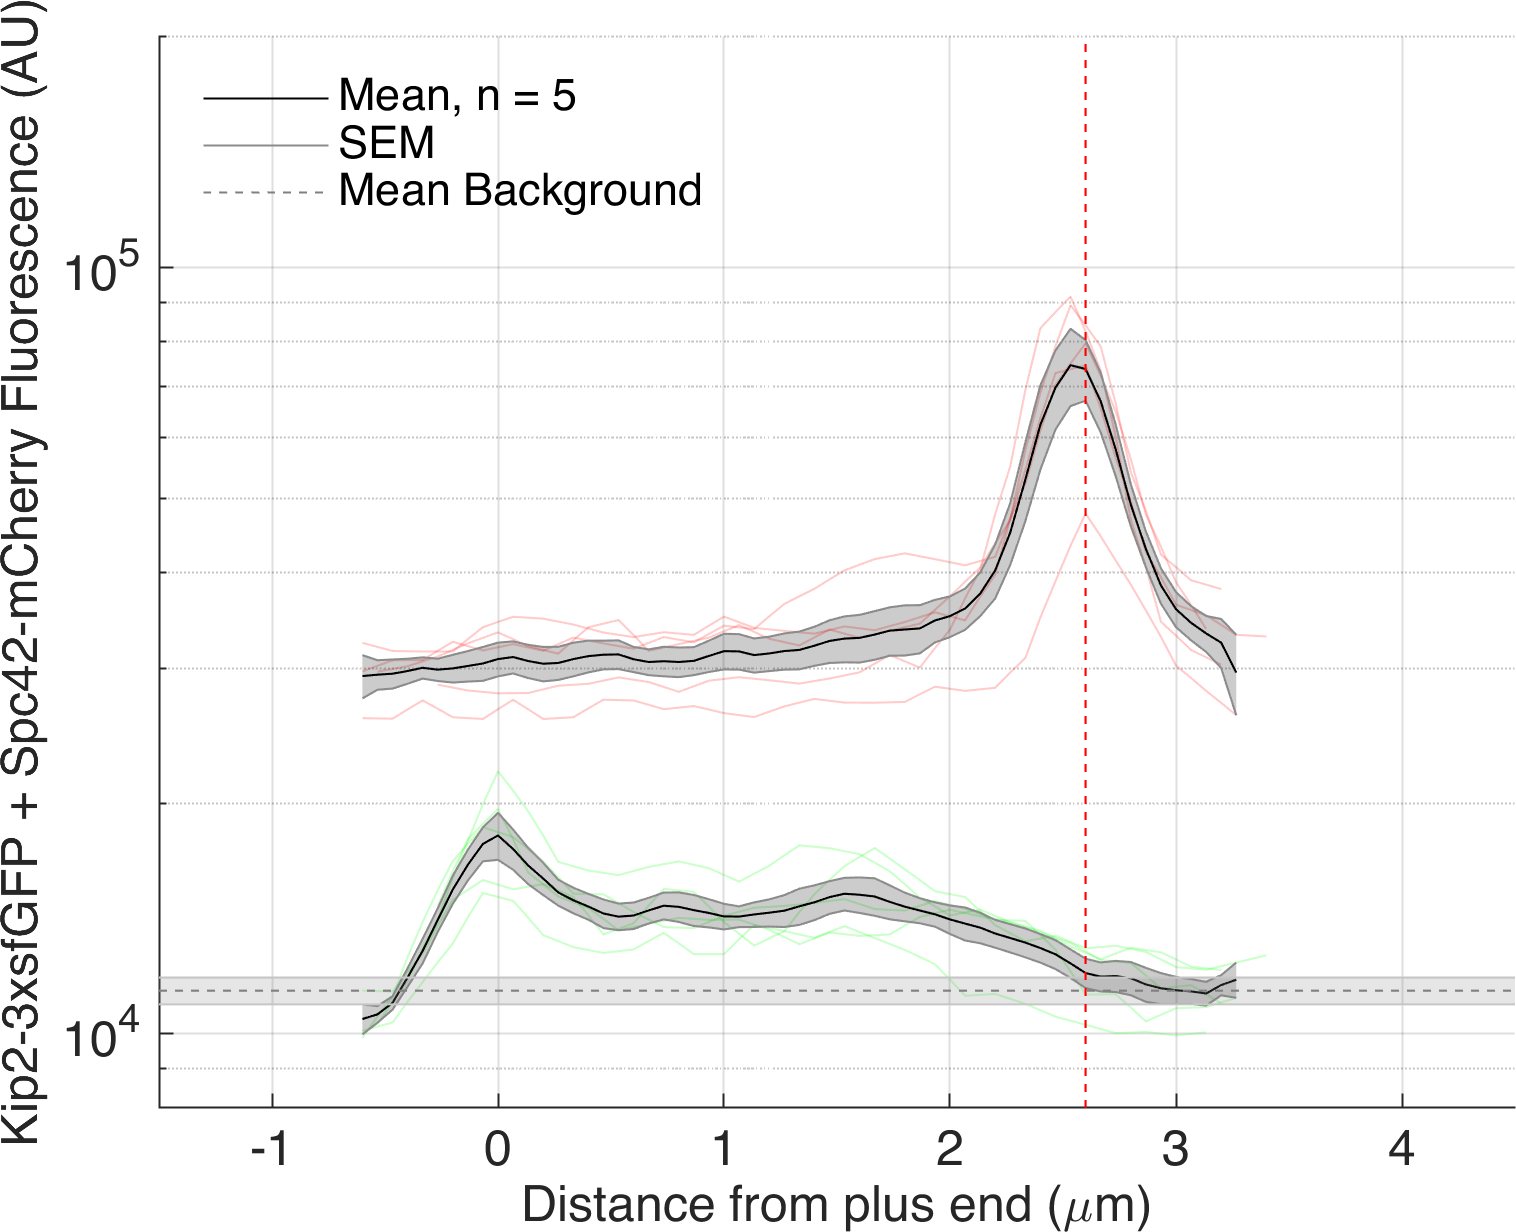 Kip2-3xsfGFP + Spc42-mCherry Fluorescence (AU)
Mean, n = 5
SEM
Mean Background
10^5
10^4
-1 0 1 2 3 4
Distance from plus end (μm)